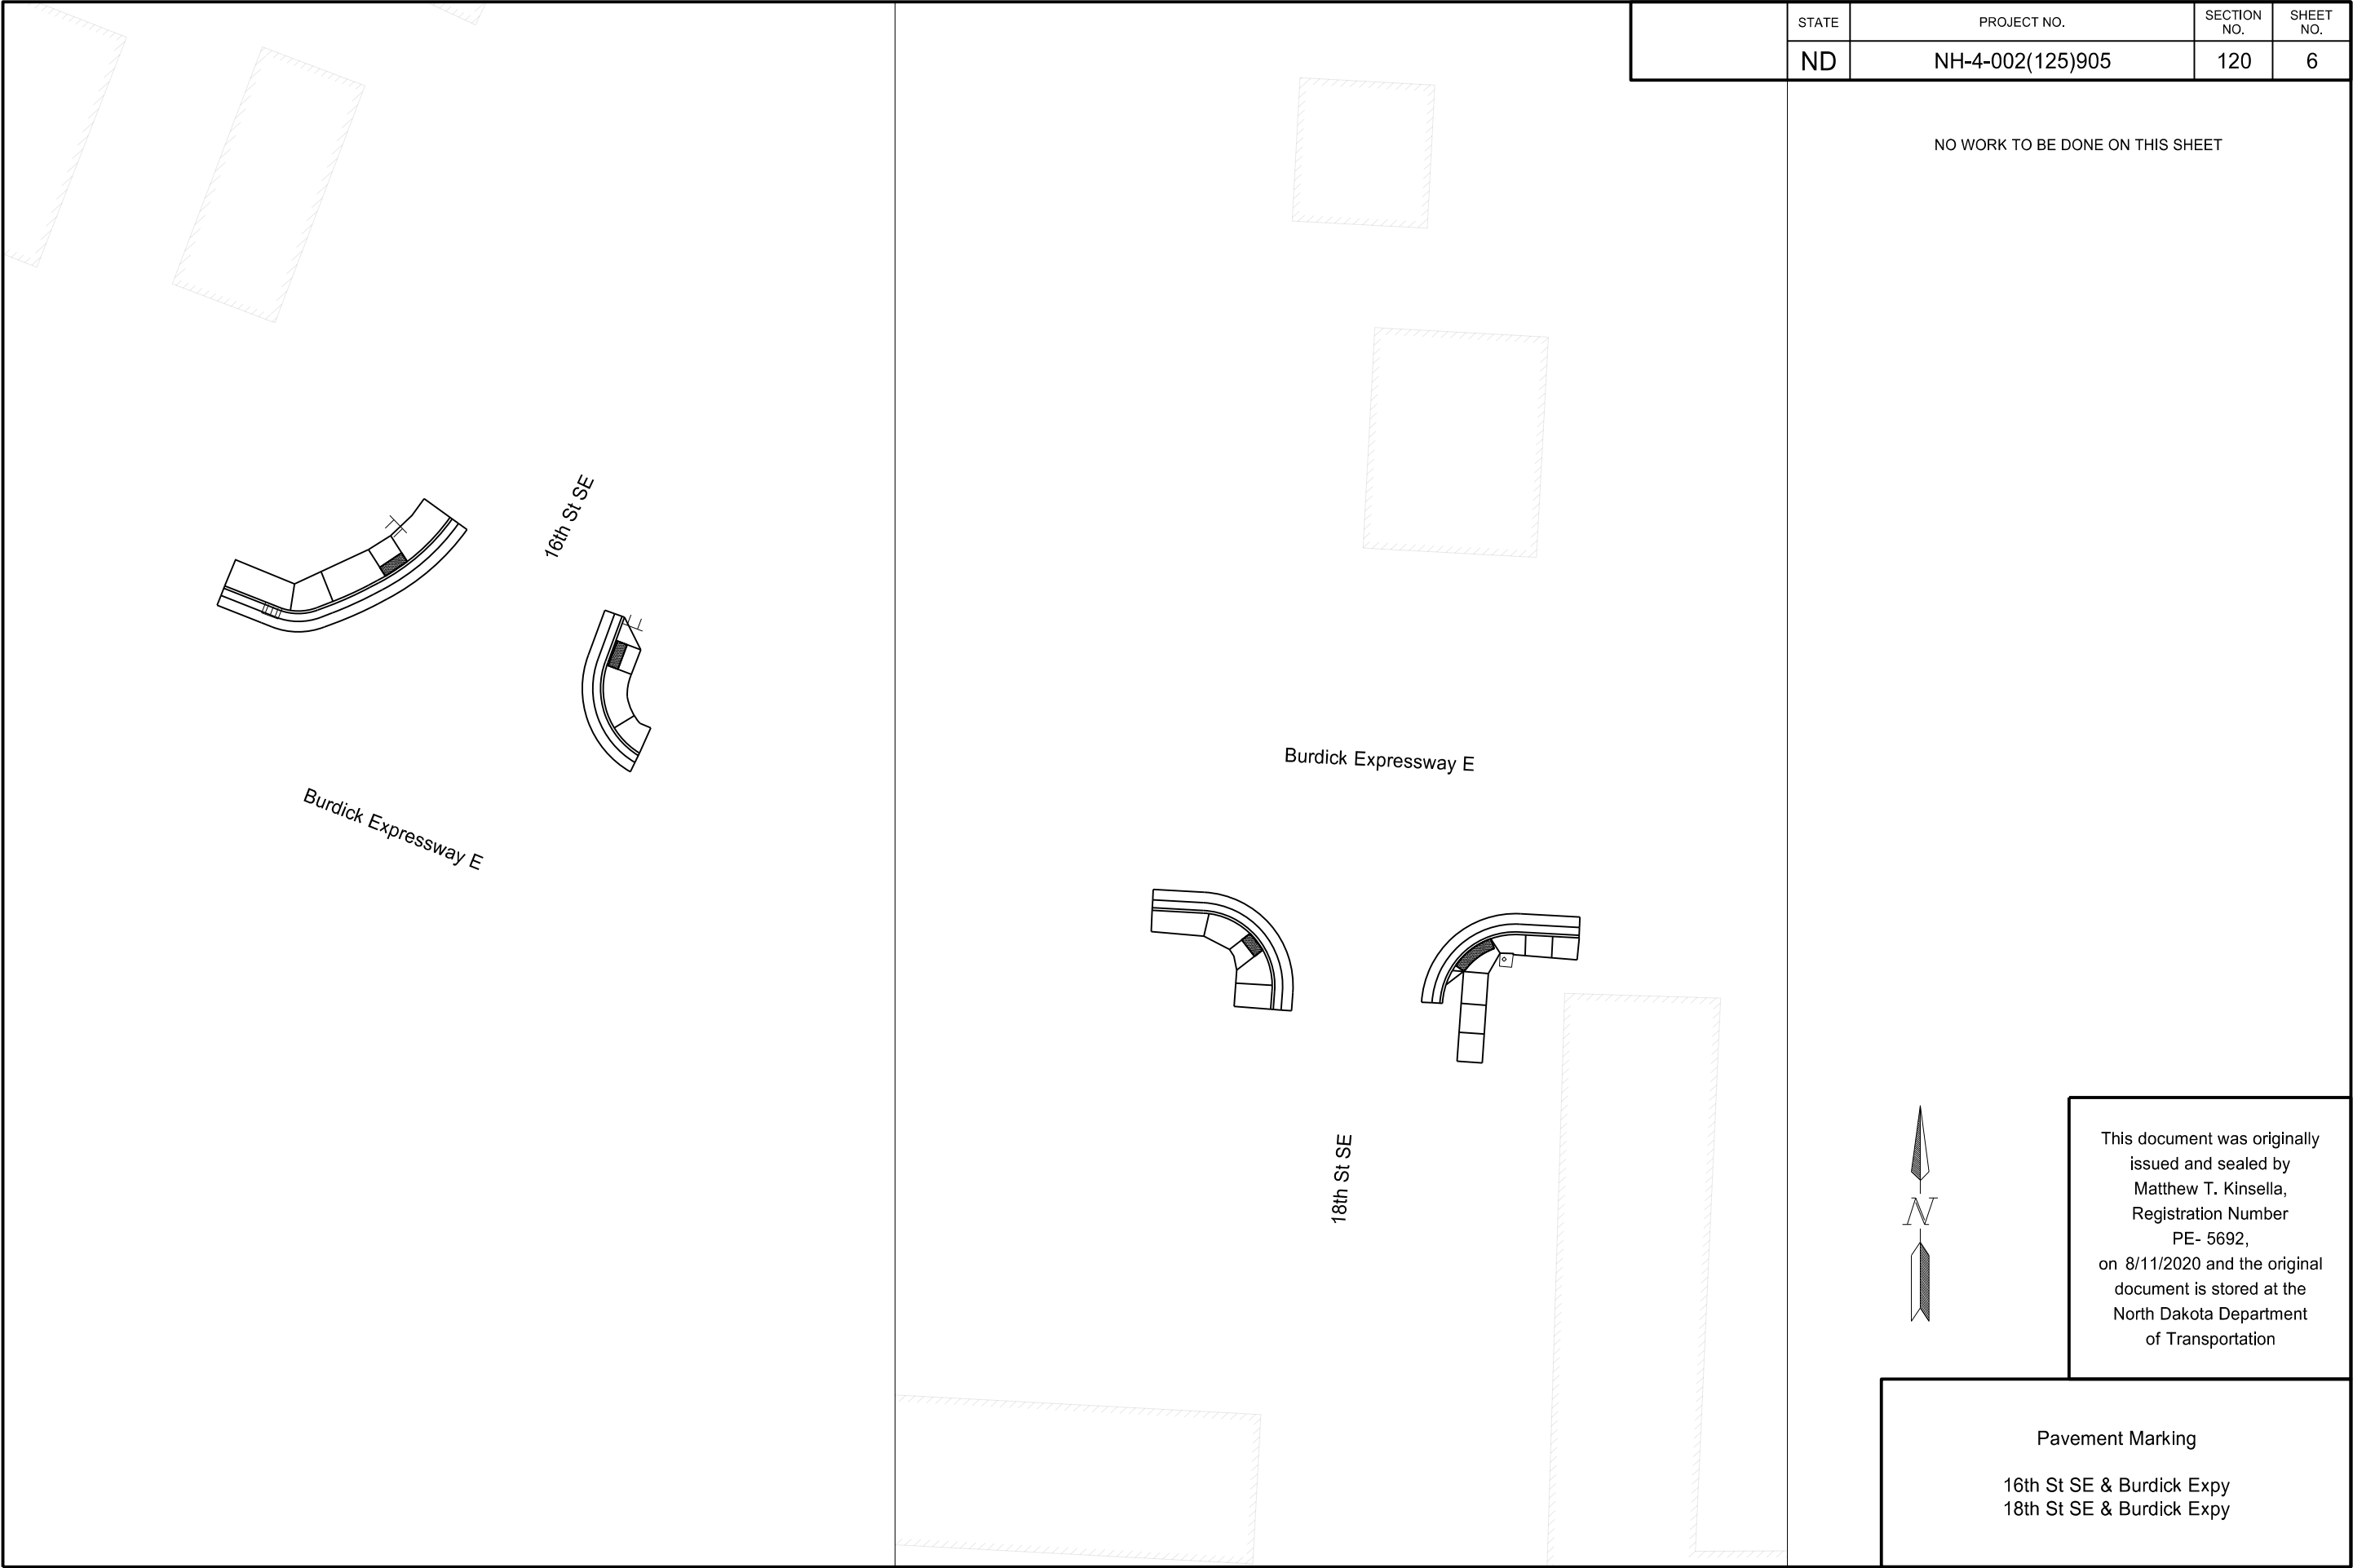 STATE
PROJECT NO.
SECTION
NO.
SHEET
NO.
ND
NH-4-002(125)905
120
6
NO WORK TO BE DONE ON THIS SHEET
16th St SE
Burdick Expressway E
Burdick Expressway E
18th St SE
N
This document was originally
issued and sealed by
Matthew T. Kinsella,
Registration Number
PE- 5692,
on 8/11/2020 and the original
document is stored at the
North Dakota Department
of Transportation
Pavement Marking
16th St SE & Burdick Expy
18th St SE & Burdick Expy